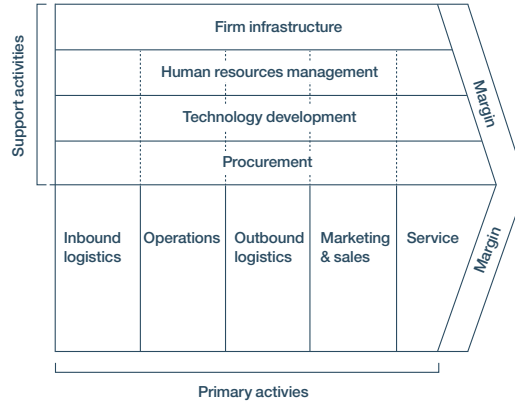 Support activities
Firm infrastructure
Human resources management
Technology development
Procurement
Margin
Inbound
logistics
Operations
Outbound
logistics
Marketing
& sales
Service
Margin
Primary activies